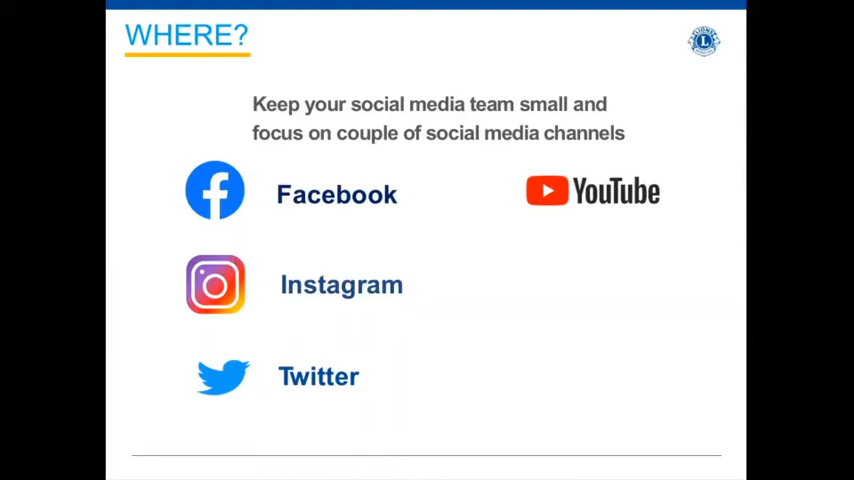 WHERE?
Keep your social media team small and
focus on couple of social media channels
Facebook
YouTube
Instagram
Twitter